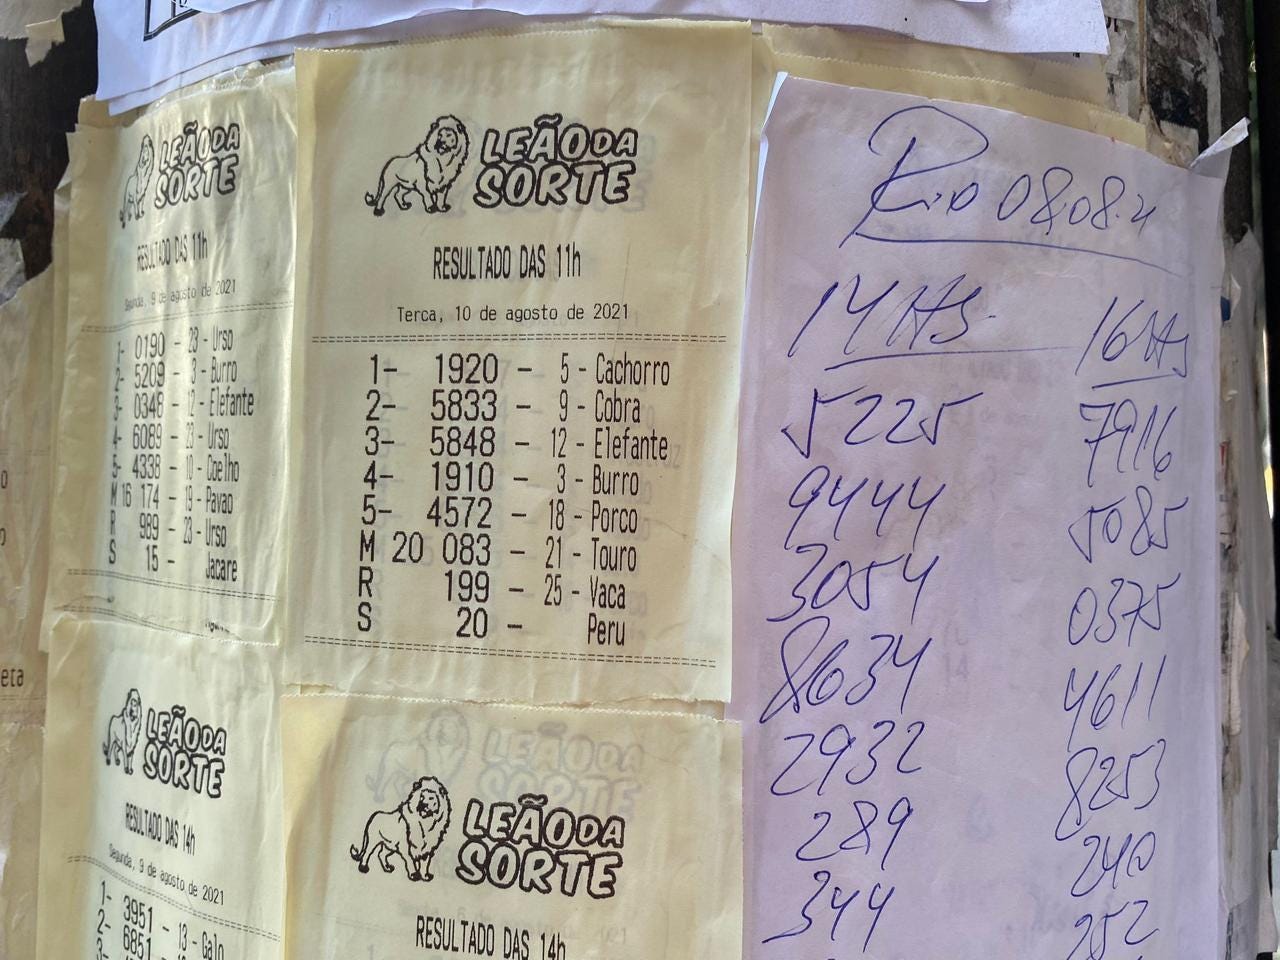 LEÃO DA
SORTE
RESULTADO DAS 11h
Segunda, 9 de agosto de 2021
1- 0190 - 23 - Urso
2- 5209 - 3 - Burro
3- 0348 - 12 - Elefante
4- 6089 - 23 - Urso
5- 4338 - 10 - Coelho
M 16 174 - 19 - Pavao
R 989 - 23 - Urso
S 15 - Jacare
LEÃO DA
SORTE
RESULTADO DAS 14h
Segunda, 9 de agosto de 2021
1- 3951 - 13 - Galo
2- 6851
3-
LEÃO DA
SORTE
RESULTADO DAS 11h
Terca, 10 de agosto de 2021
1- 1920 - 5 - Cachorro
2- 5833 - 9 - Cobra
3- 5848 - 12 - Elefante
4- 1910 - 3 - Burro
5- 4572 - 18 - Porco
M 20 083 - 21 - Touro
R 199 - 25 - Vaca
S 20 - Peru
LEÃO DA
SORTE
RESULTADO DAS 14h
Rio 08.08.21
14HS
5225
9444
3054
8634
2932
289
344
16HS
7916
5085
0375
4611
8253
240
252
eta